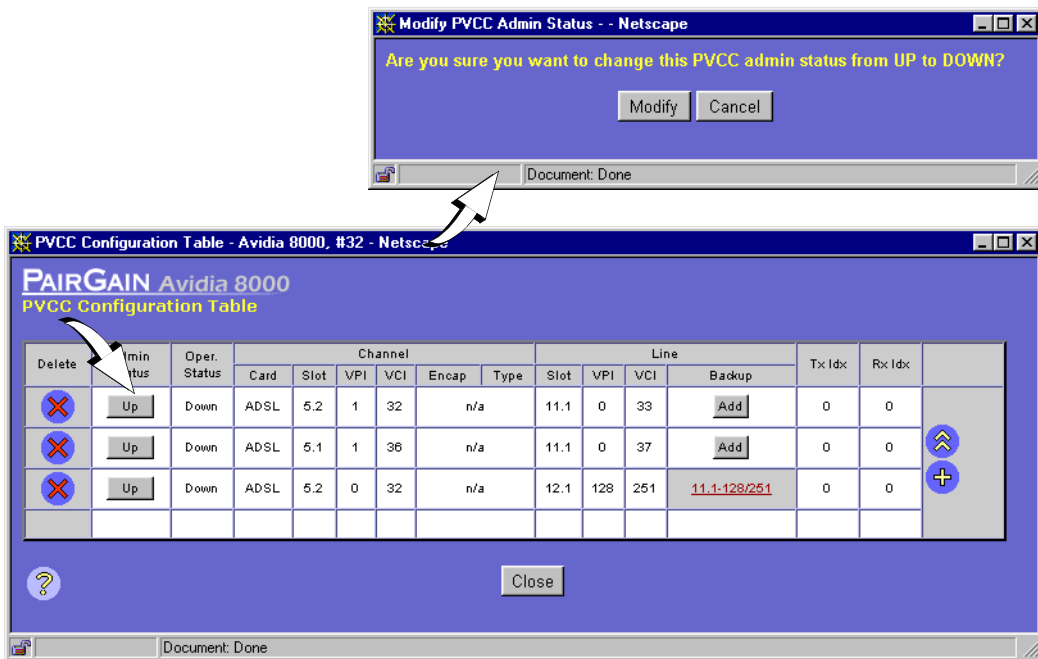 Modify PVCC Admin Status - - Netscape
Are you sure you want to change this PVCC admin status from UP to DOWN?
Modify Cancel
Document: Done
PVCC Configuration Table - Avidia 8000, #32 - Netscape
PAIRGAIN Avidia 8000
PVCC Configuration Table
Delete Oper. Status Channel Line Tx Idx Rx Idx
Card Slot VPI VCI Encap Type Slot VPI VCI Backup
Up Down ADSL 5.2 1 32 n/a 11.1 0 33 Add 0 0
Up Down ADSL 5.1 1 36 n/a 11.1 0 37 Add 0 0
Up Down ADSL 5.2 0 32 n/a 12.1 128 251 11.1-128/251 0 0
?
Close
Document: Done